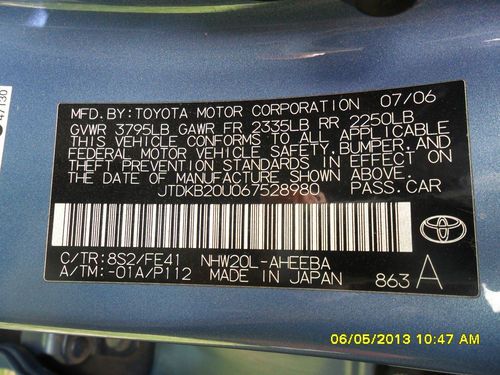 47130
MFD. BY: TOYOTA MOTOR CORPORATION 07/06
GVWR 3795LB GAWR FR 2335LB RR 2250LB
THIS VEHICLE CONFORMS TO ALL APPLICABLE
FEDERAL MOTOR VEHICLE SAFETY, BUMPER, AND
THEFT PREVENTION STANDARDS IN EFFECT ON
THE DATE OF MANUFACTURE SHOWN ABOVE.
JTDKB20U067528980 PASS. CAR
TOYOTA
C/TR: 8S2/FE41 NHW20L-AHEEBA
A/TM: -01A/P112 MADE IN JAPAN 863 A
06/05/2013 10:47 AM